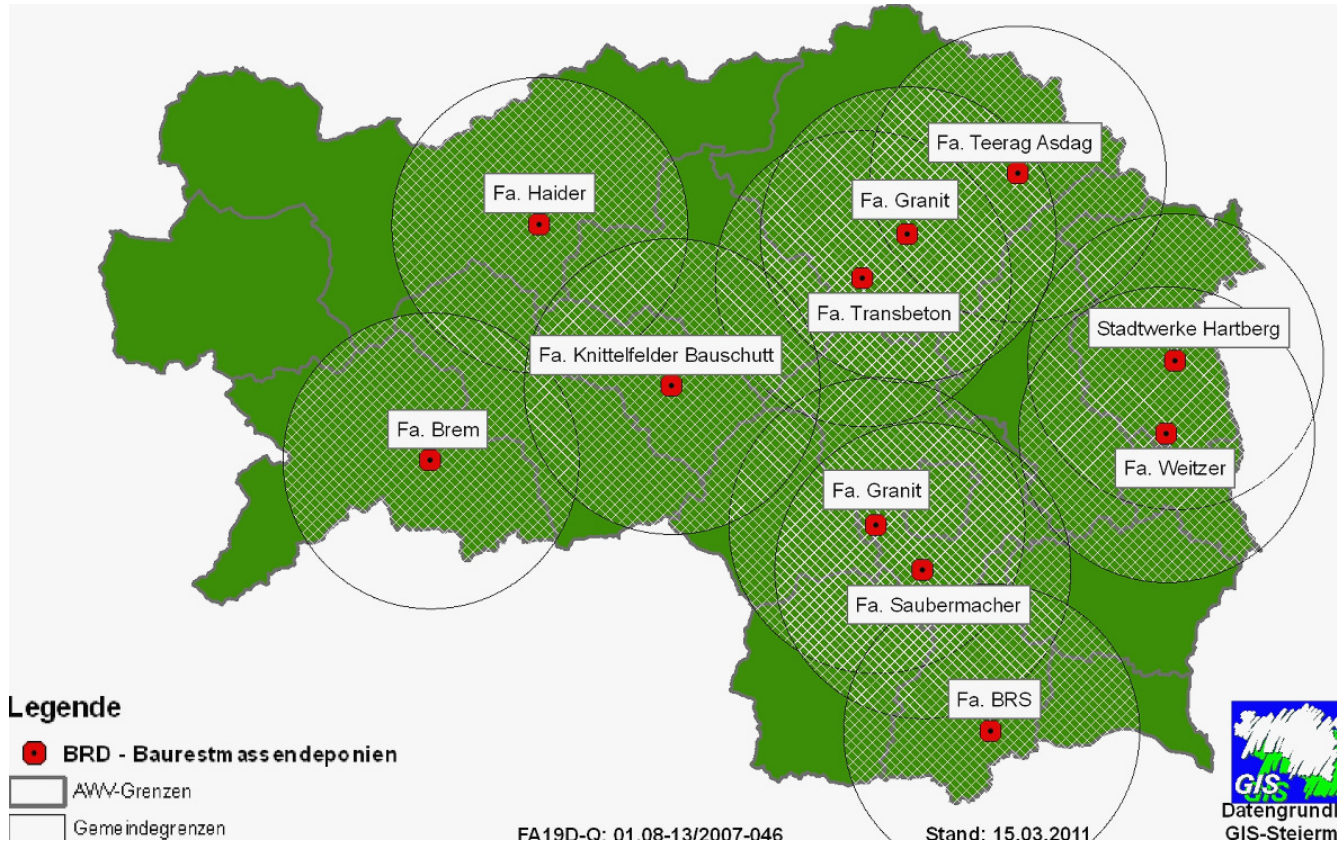 Fa. Teerag Asdag
Fa. Haider
Fa. Granit
Fa. Transbeton
Stadtwerke Hartberg
Fa. Knittelfelder Bauschutt
Fa. Brem
Fa. Weitzer
Fa. Granit
Fa. Saubermacher
Fa. BRS
Legende
BRD - Baurestmassendeponien
AWV-Grenzen
Gemeindegrenzen
FA19D-Q: 01.08-13/2007-046
Stand: 15.03.2011
GIS
GIS
Datengrundl
GIS-Steierm